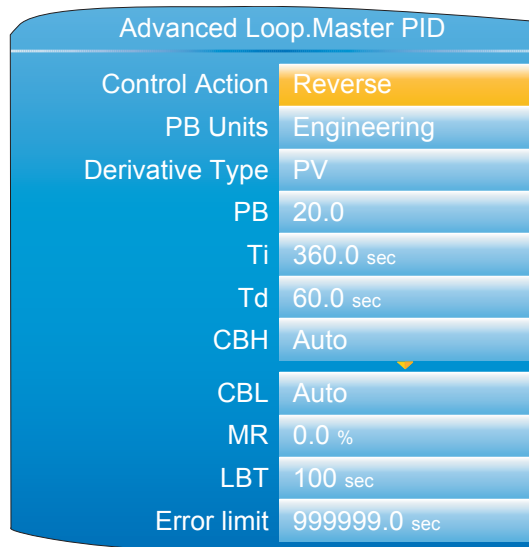 Advanced Loop.Master PID
Control Action Reverse
PB Units Engineering
Derivative Type PV
PB 20.0
Ti 360.0 sec
Td 60.0 sec
CBH Auto
CBL Auto
MR 0.0 %
LBT 100 sec
Error limit 999999.0 sec